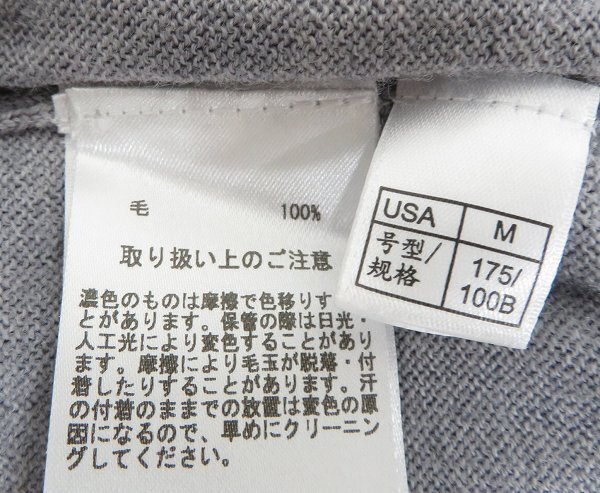 毛 100%
取り扱い上のご注意
濃色のものは摩擦で色移りす
とがあります。保管の際は日光・
人工光により変色することがあり
ます。摩擦により毛玉が脱落・付
着したりすることがあります。汗
の付着のままでの放置は変色の原
因になるので、早めにクリーニン
グしてください。
USA M
号型/ 175/
规格 100B